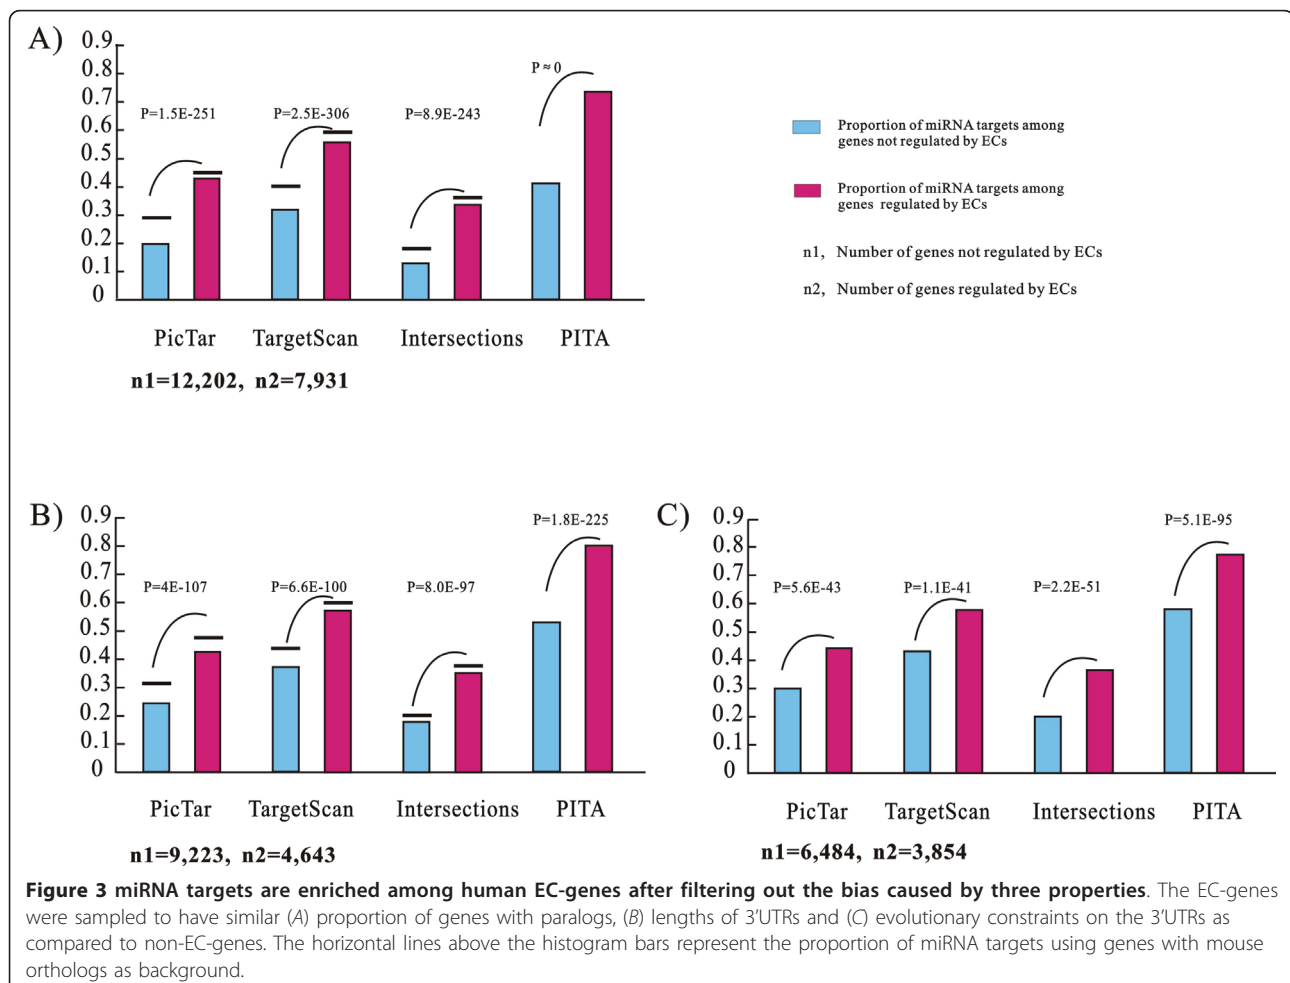 A)
0.9
0.8
0.7
0.6
0.5
0.4
0.3
0.2
0.1
0
P=1.5E-251
P=2.5E-306
P=8.9E-243
P≈0
PicTar TargetScan Intersections PITA
n1=12,202, n2=7,931
Proportion of miRNA targets among
genes not regulated by ECs
Proportion of miRNA targets among
genes regulated by ECs
n1, Number of genes not regulated by ECs
n2, Number of genes regulated by ECs
B)
0.9
0.8
0.7
0.6
0.5
0.4
0.3
0.2
0.1
0
P=4E-107
P=6.6E-100
P=8.0E-97
P=1.8E-225
PicTar TargetScan Intersections PITA
n1=9,223, n2=4,643
C)
0.9
0.8
0.7
0.6
0.5
0.4
0.3
0.2
0.1
0
P=5.6E-43
P=1.1E-41
P=2.2E-51
P=5.1E-95
PicTar TargetScan Intersections PITA
n1=6,484, n2=3,854
Figure 3 miRNA targets are enriched among human EC-genes after filtering out the bias caused by three properties. The EC-genes
were sampled to have similar (A) proportion of genes with paralogs, (B) lengths of 3'UTRs and (C) evolutionary constraints on the 3'UTRs as
compared to non-EC-genes. The horizontal lines above the histogram bars represent the proportion of miRNA targets using genes with mouse
orthologs as background.